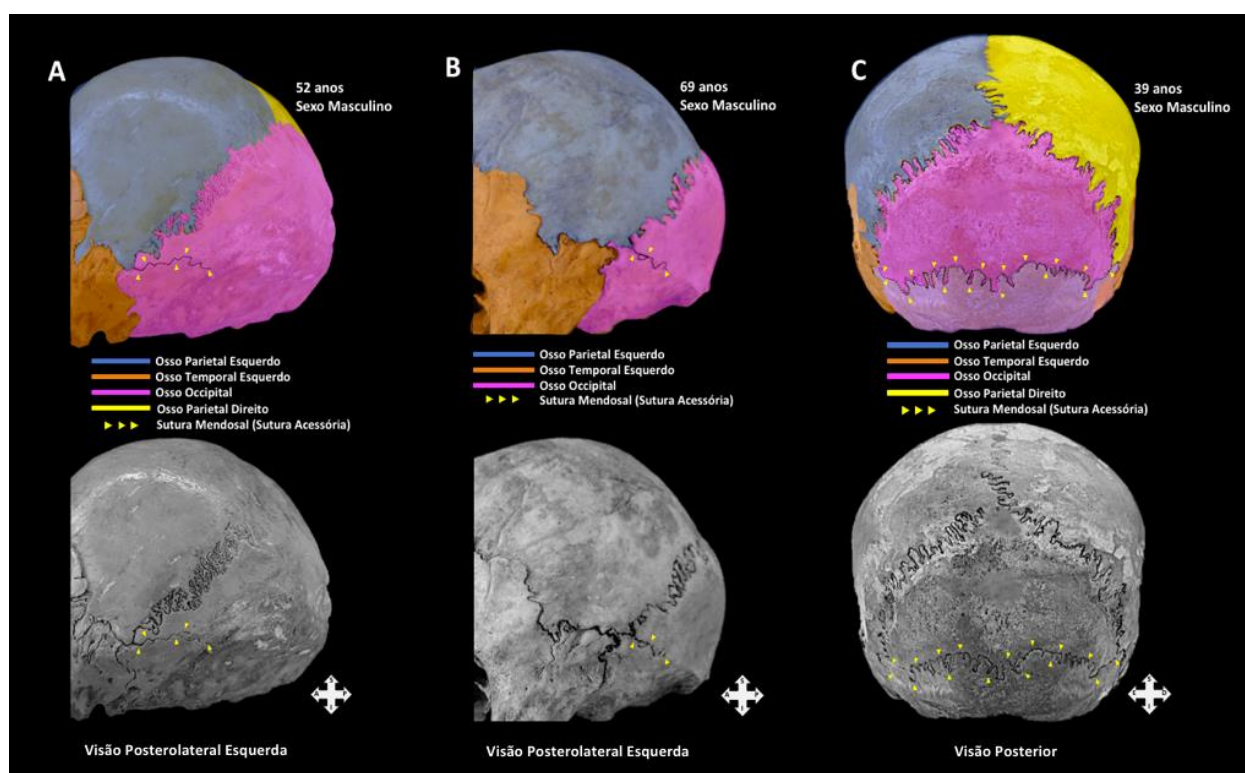 A
52 anos
Sexo Masculino
B
69 anos
Sexo Masculino
C
39 anos
Sexo Masculino
Osso Parietal Esquerdo
Osso Temporal Esquerdo
Osso Occipital
Osso Parietal Direito
Sutura Mendosal (Sutura Acessória)
Osso Parietal Esquerdo
Osso Temporal Esquerdo
Osso Occipital
Sutura Mendosal (Sutura Acessória)
Osso Parietal Esquerdo
Osso Temporal Esquerdo
Osso Occipital
Osso Parietal Direito
Sutura Mendosal (Sutura Acessória)
Visão Posterolateral Esquerda
Visão Posterolateral Esquerda
Visão Posterior